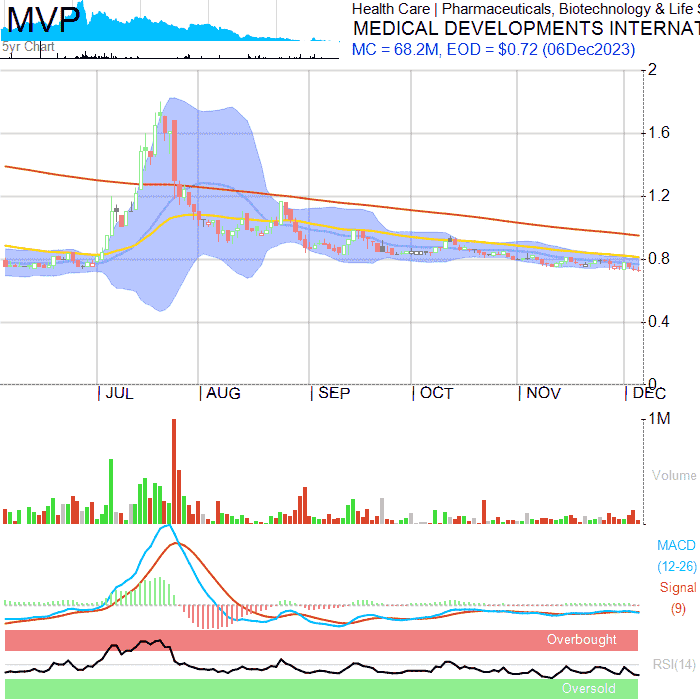 MVP
5yr Chart
Health Care | Pharmaceuticals, Biotechnology & Life S
MEDICAL DEVELOPMENTS INTERNAT
MC = 68.2M, EOD = $0.72 (06Dec2023)
2
1.6
1.2
0.8
0.4
0
JUL AUG SEP OCT NOV DEC
1M
Volume
MACD
(12-26)
Signal
(9)
Overbought
RSI(14)
Oversold